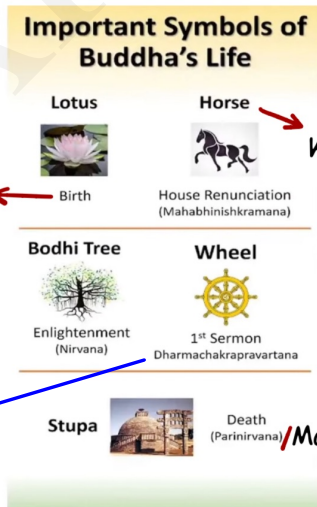 Important Symbols of
Buddha's Life
Lotus
Horse
Birth
House Renunciation
(Mahabhinishkramana)
Bodhi Tree
Wheel
Enlightenment
(Nirvana)
1st Sermon
Dharmachakrapravartana
Stupa
Death
(Parinirvana)